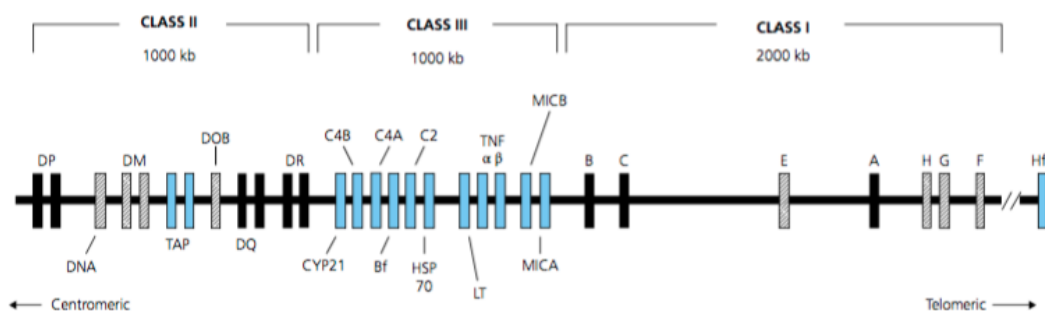 CLASS II CLASS III CLASS I
1000 kb 1000 kb 2000 kb
MICB
DOB C4B C4A C2 TNF
α β
DP DM DR B C E A H G F Hf
TAP DQ
DNA CYP21 Bf HSP MICA
70 LT
Centromeric Telomeric